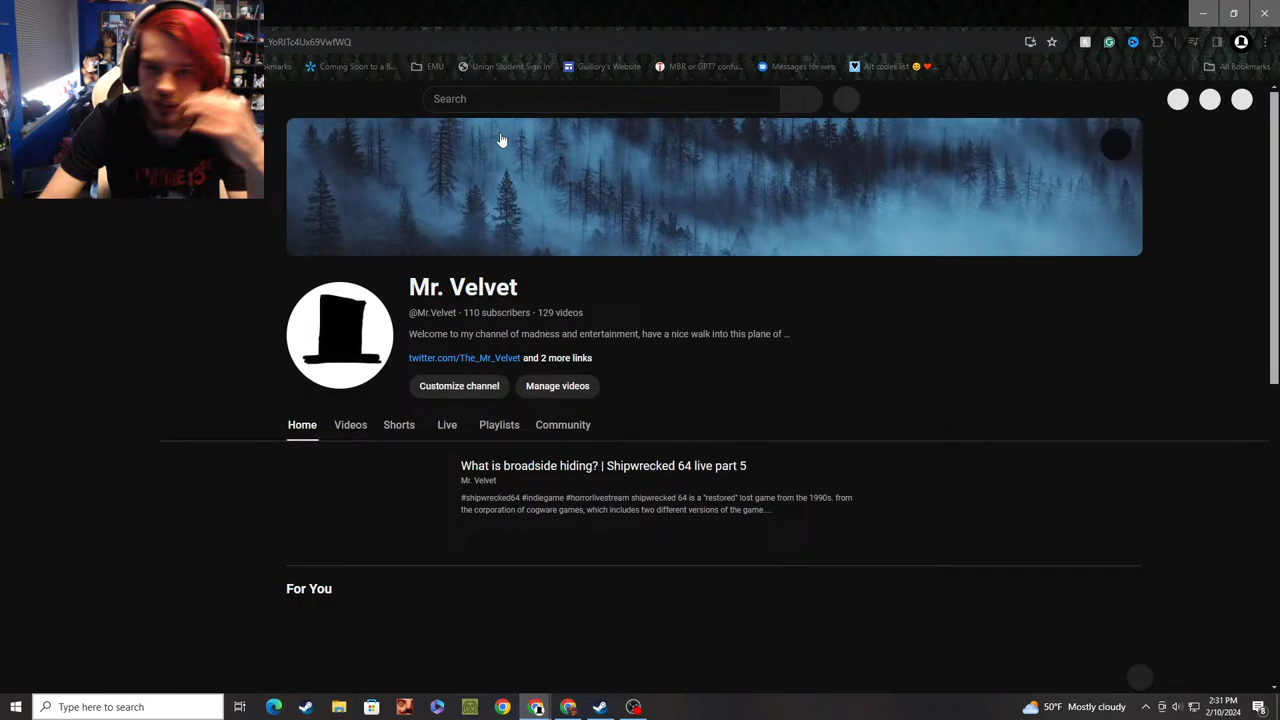 _YoRITc4Ux69VwfWQ
kmarks
Coming Soon to a B...
EMU
Union Student Sign In
Guillory's Website
MBR or GPT? confu...
Messages for web
Alt codes list 😀❤...
All Bookmarks
Search
Mr. Velvet
@Mr.Velvet · 110 subscribers · 129 videos
Welcome to my channel of madness and entertainment, have a nice walk into this plane of ...
twitter.com/The_Mr_Velvet and 2 more links
Customize channel
Manage videos
Home
Videos
Shorts
Live
Playlists
Community
What is broadside hiding? | Shipwrecked 64 live part 5
Mr. Velvet
#shipwrecked64 #indiegame #horrorlivestream shipwrecked 64 is a "restored" lost game from the 1990s. from
the corporation of cogware games, which includes two different versions of the game....
For You
Type here to search
50°F Mostly cloudy
2:31 PM
2/10/2024